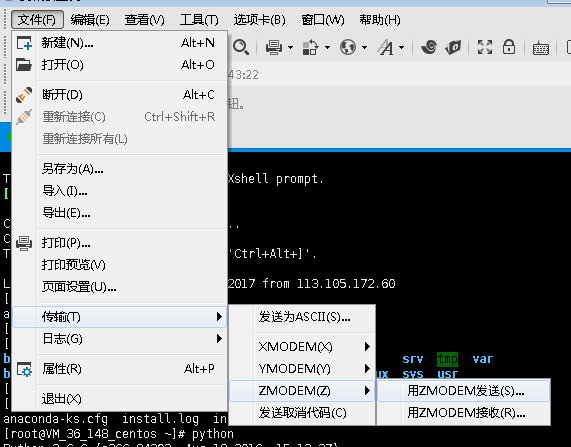 文件(F) 编辑(E) 查看(V) 工具(T) 选项卡(B) 窗口(W) 帮助(H)
新建(N)... Alt+N
打开(O) Alt+O
43:22
断开(D) Alt+C
钮。
重新连接(C) Ctrl+Shift+R
重新连接所有(L)
另存为(A)...
T Xshell prompt.
导入(I)...
[
导出(E)...
C ..
打印(P)...
C
T 'Ctrl+Alt+]'.
打印预览(V)
页面设置(U)...
L 2017 from 113.105.172.60
[
传输(T) 发送为ASCII(S)...
a
[
日志(G)
[ XMODEM(X)
b srv tmp var
属性(R) Alt+P YMODEM(Y)
b ux sys usr
[ ZMODEM(Z) 用ZMODEM发送(S)...
退出(X)
[ 发送取消代码(C) 用ZMODEM接收(R)...
anaconda-ks.cfg install.log in
[root@VM_36_148_centos ~]# python